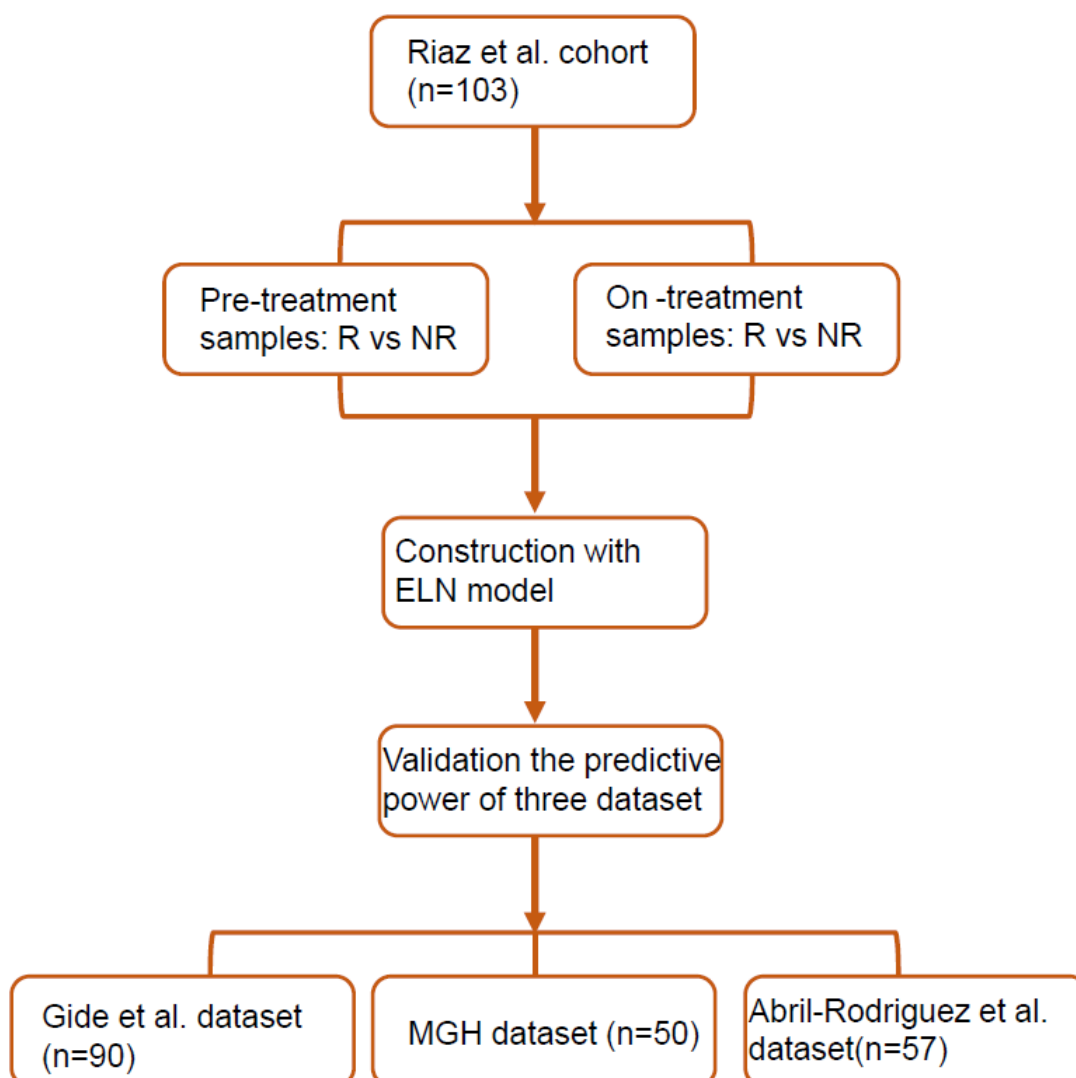 Riaz et al. cohort
(n=103)
Pre-treatment
samples: R vs NR
On -treatment
samples: R vs NR
Construction with
ELN model
Validation the predictive
power of three dataset
Gide et al. dataset
(n=90)
MGH dataset (n=50)
Abril-Rodriguez et al.
dataset(n=57)